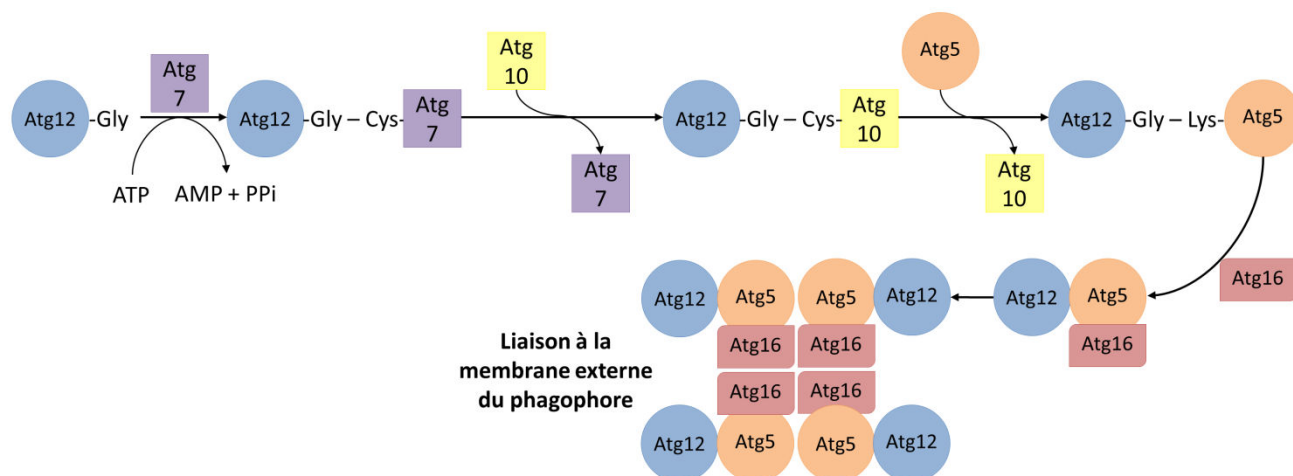 Atg12
-Gly
Atg
7
ATP
AMP + PPi
Atg12
-Gly – Cys-
Atg
7
Atg
10
Atg
7
Atg12
-Gly – Cys-
Atg
10
Atg5
Atg
10
Atg12
-Gly – Lys-
Atg5
Atg16
Atg12
Atg5
Atg16
Atg12
Atg5
Atg5
Atg12
Atg16
Atg16
Atg16
Atg16
Atg12
Atg5
Atg5
Atg12
Liaison à la
membrane externe
du phagophore